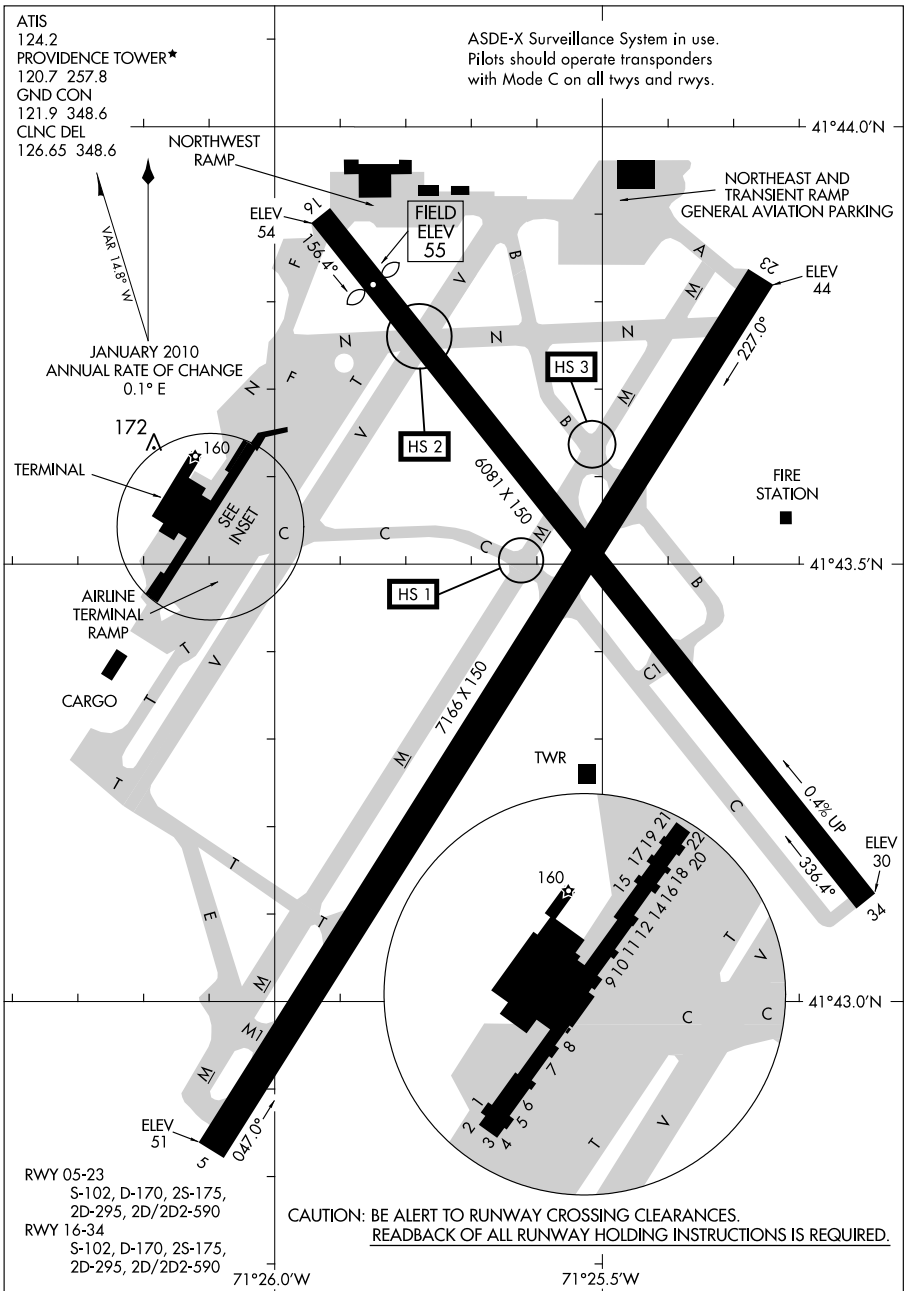 ATIS
124.2
PROVIDENCE TOWER★
120.7 257.8
GND CON
121.9 348.6
CLNC DEL
126.65 348.6
ASDE-X Surveillance System in use.
Pilots should operate transponders
with Mode C on all twys and rwys.
41°44.0'N
NORTHWEST
RAMP
NORTHEAST AND
TRANSIENT RAMP
GENERAL AVIATION PARKING
VAR 14.8° W
JANUARY 2010
ANNUAL RATE OF CHANGE
0.1° E
ELEV
54
16
156.4°
FIELD
ELEV
55
F
V
B
A
M
23
ELEV
44
227.0°
N
N
N
N
F
T
V
HS 2
HS 3
B
M
172
160
TERMINAL
SEE
INSET
6081 X 150
FIRE
STATION
C
C
C
M
HS 1
41°43.5'N
B
AIRLINE
TERMINAL
RAMP
T
V
T
CARGO
C1
7166 X 150
M
TWR
T
C
0.4% UP
336.4°
ELEV
30
34
T
E
T
M
M1
M
160
1
2
3
4
5
6
7
8
9
10
11
12
14
15
16
17
18
19
20
21
22
T
V
C
C
T
V
41°43.0'N
ELEV
51
5
047.0°
RWY 05-23
S-102, D-170, 2S-175,
2D-295, 2D/2D2-590
RWY 16-34
S-102, D-170, 2S-175,
2D-295, 2D/2D2-590
CAUTION: BE ALERT TO RUNWAY CROSSING CLEARANCES.
READBACK OF ALL RUNWAY HOLDING INSTRUCTIONS IS REQUIRED.
71°26.0'W
71°25.5'W